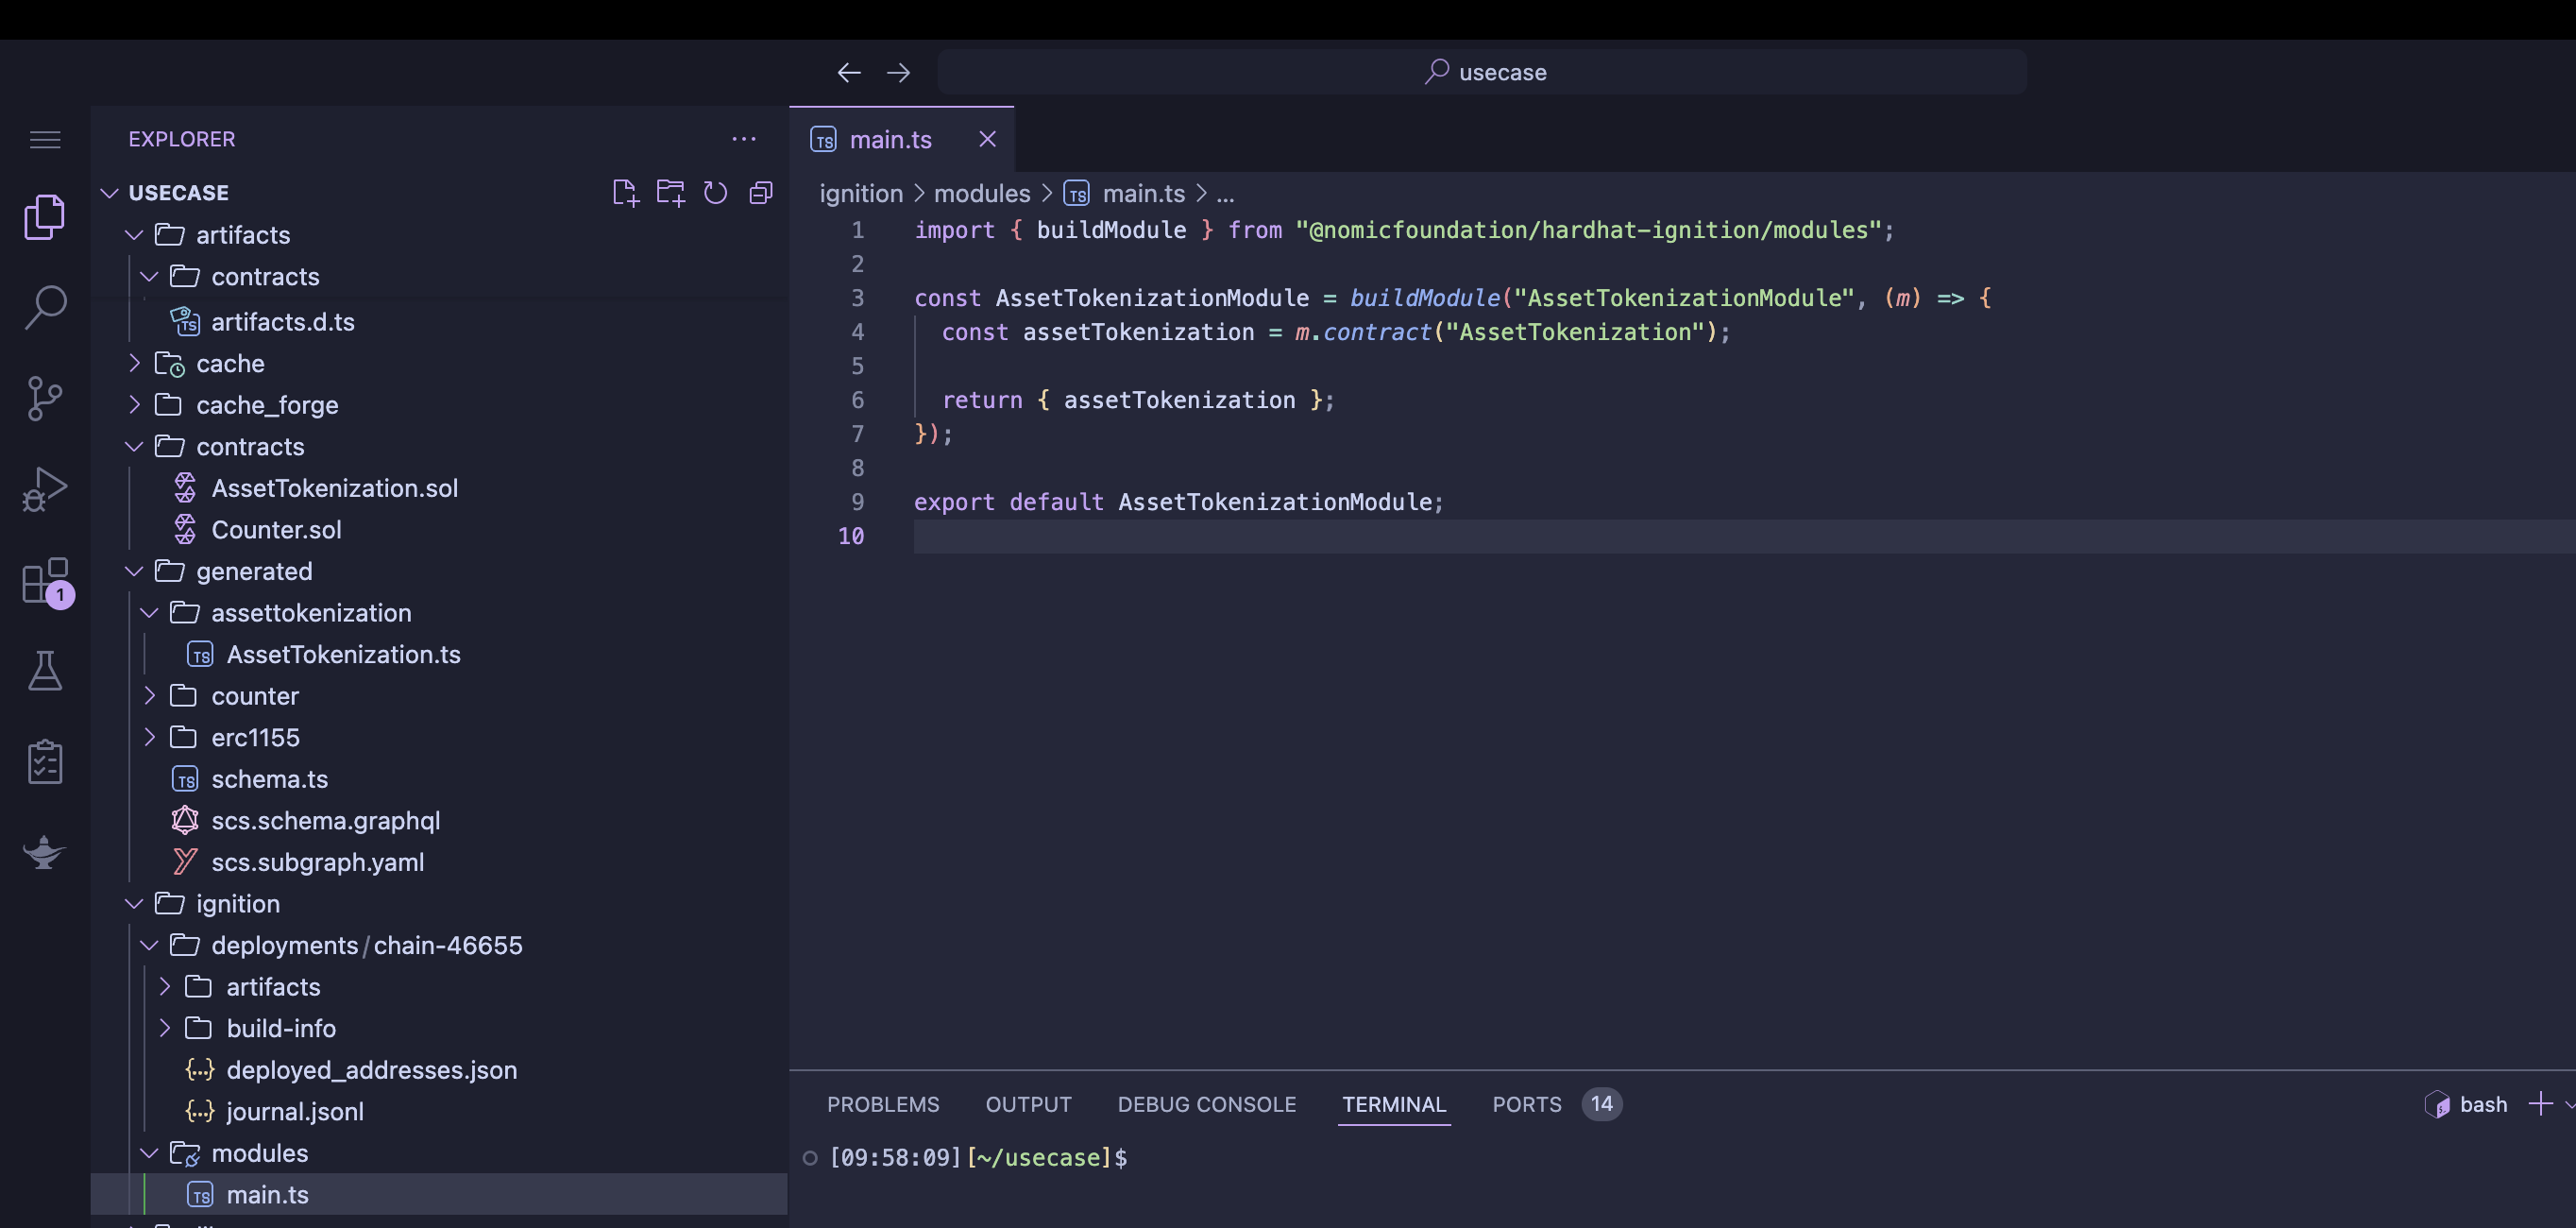 usecase
EXPLORER
USECASE
artifacts
contracts
artifacts.d.ts
cache
cache_forge
contracts
AssetTokenization.sol
Counter.sol
generated
assettokenization
AssetTokenization.ts
counter
erc1155
schema.ts
scs.schema.graphql
scs.subgraph.yaml
ignition
deployments/chain-46655
artifacts
build-info
deployed_addresses.json
journal.jsonl
modules
main.ts
1
main.ts
ignition > modules > main.ts > ...
1 import { buildModule } from "@nomicfoundation/hardhat-ignition/modules";
2
3 const AssetTokenizationModule = buildModule("AssetTokenizationModule", (m) => {
4 const assetTokenization = m.contract("AssetTokenization");
5
6 return { assetTokenization };
7 });
8
9 export default AssetTokenizationModule;
10
PROBLEMS OUTPUT DEBUG CONSOLE TERMINAL PORTS 14 bash
[09:58:09][~/usecase]$